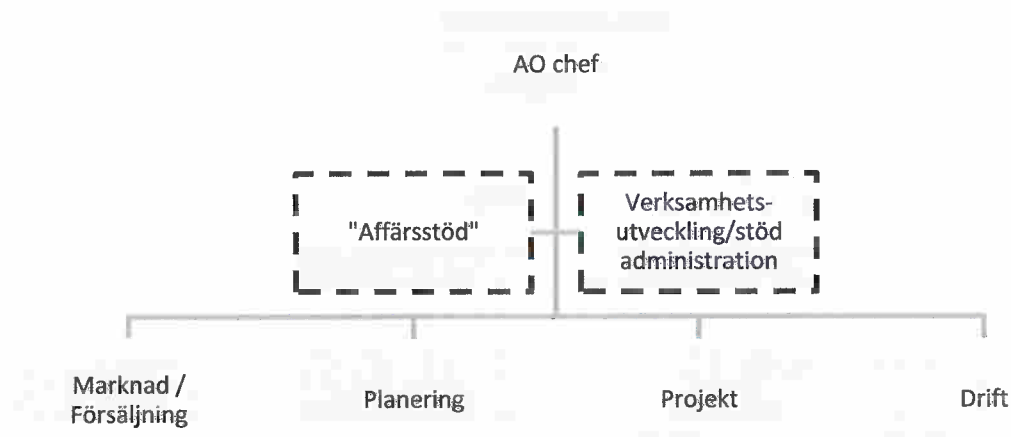 AO chef
"Affärsstöd"
Verksamhets-
utveckling/stöd
administration
Marknad /
Försäljning
Planering
Projekt
Drift